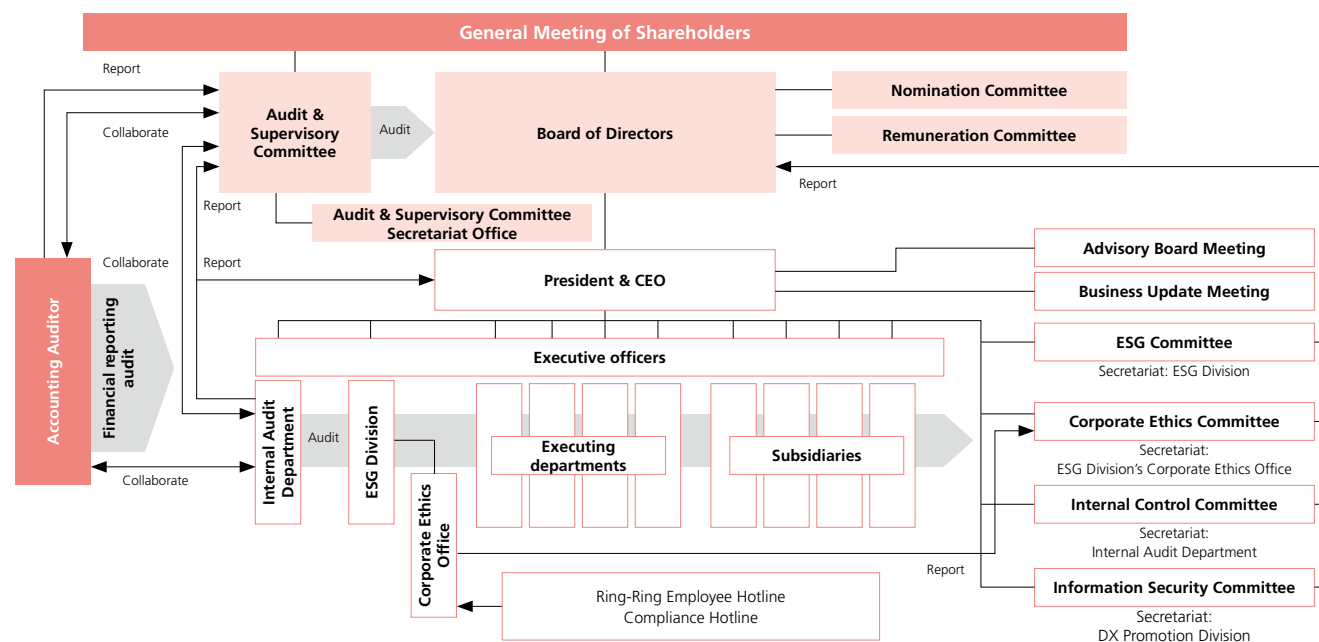 General Meeting of Shareholders
Report
Audit &
Supervisory
Committee
Audit
Board of Directors
Nomination Committee
Remuneration Committee
Collaborate
Report
Report
Audit & Supervisory Committee
Secretariat Office
Collaborate
Report
President & CEO
Advisory Board Meeting
Business Update Meeting
Accounting Auditor
Financial reporting
audit
Executive officers
ESG Committee
Secretariat: ESG Division
Internal Audit
Department
Audit
ESG Division
Executing
departments
Subsidiaries
Corporate Ethics Committee
Secretariat:
ESG Division’s Corporate Ethics Office
Collaborate
Corporate Ethics
Office
Internal Control Committee
Secretariat:
Internal Audit Department
Report
Ring-Ring Employee Hotline
Compliance Hotline
Information Security Committee
Secretariat:
DX Promotion Division